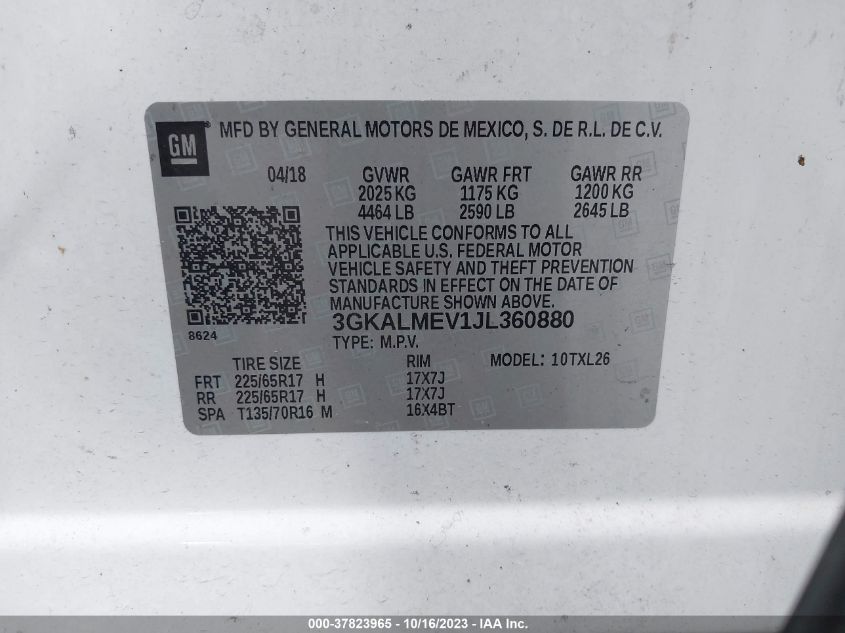 GM
MFD BY GENERAL MOTORS DE MEXICO, S. DE R.L. DE C.V.
04/18 GVWR GAWR FRT GAWR RR
2025 KG 1175 KG 1200 KG
4464 LB 2590 LB 2645 LB
THIS VEHICLE CONFORMS TO ALL
APPLICABLE U.S. FEDERAL MOTOR
VEHICLE SAFETY AND THEFT PREVENTION
STANDARDS IN EFFECT ON THE DATE OF
MANUFACTURE SHOWN ABOVE.
3GKALMEV1JL360880
8624
TYPE: M.P.V.
TIRE SIZE RIM MODEL: 10TXL26
FRT 225/65R17 H 17X7J
RR 225/65R17 H 17X7J
SPA T135/70R16 M 16X4BT
000-37823965 - 10/16/2023 - IAA Inc.